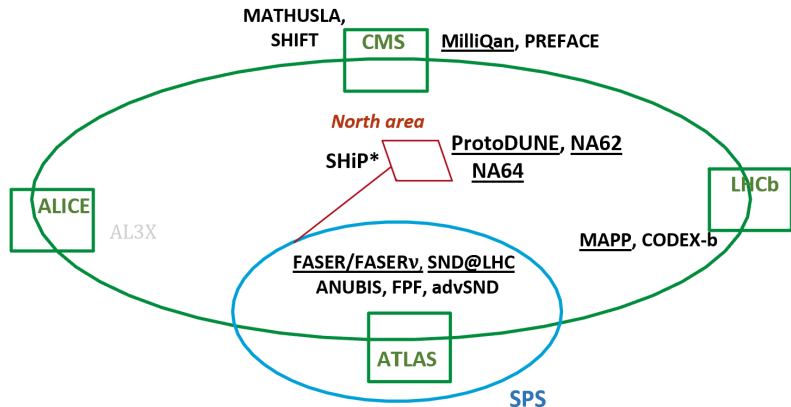 MATHUSLA,
SHIFT
CMS
MilliQan, PREFACE
North area
SHiP*
ProtoDUNE, NA62
NA64
LHCb
ALICE
AL3X
MAPP, CODEX-b
FASER/FASERν, SND@LHC
ANUBIS, FPF, advSND
ATLAS
SPS